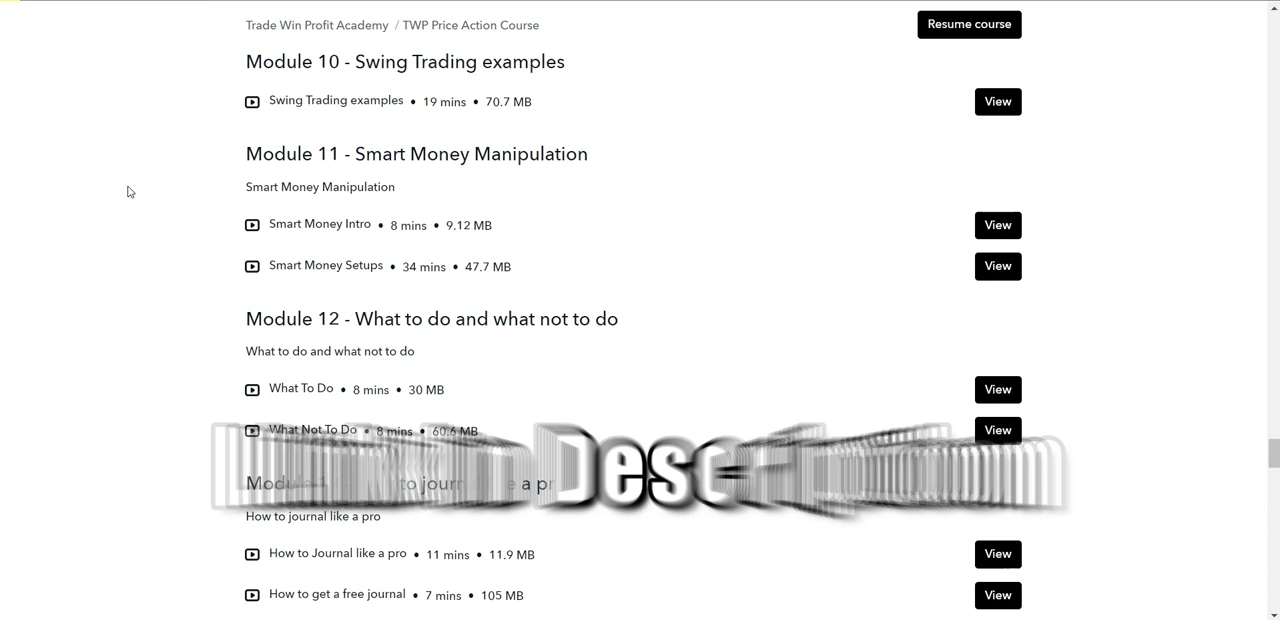 Trade Win Profit Academy / TWP Price Action Course
Resume course
Module 10 - Swing Trading examples
Swing Trading examples • 19 mins • 70.7 MB
View
Module 11 - Smart Money Manipulation
Smart Money Manipulation
Smart Money Intro • 8 mins • 9.12 MB
View
Smart Money Setups • 34 mins • 47.7 MB
View
Module 12 - What to do and what not to do
What to do and what not to do
What To Do • 8 mins • 30 MB
View
What Not To Do • 8 mins • 60.6 MB
View
How to journal like a pro
How to Journal like a pro • 11 mins • 11.9 MB
View
How to get a free journal • 7 mins • 105 MB
View